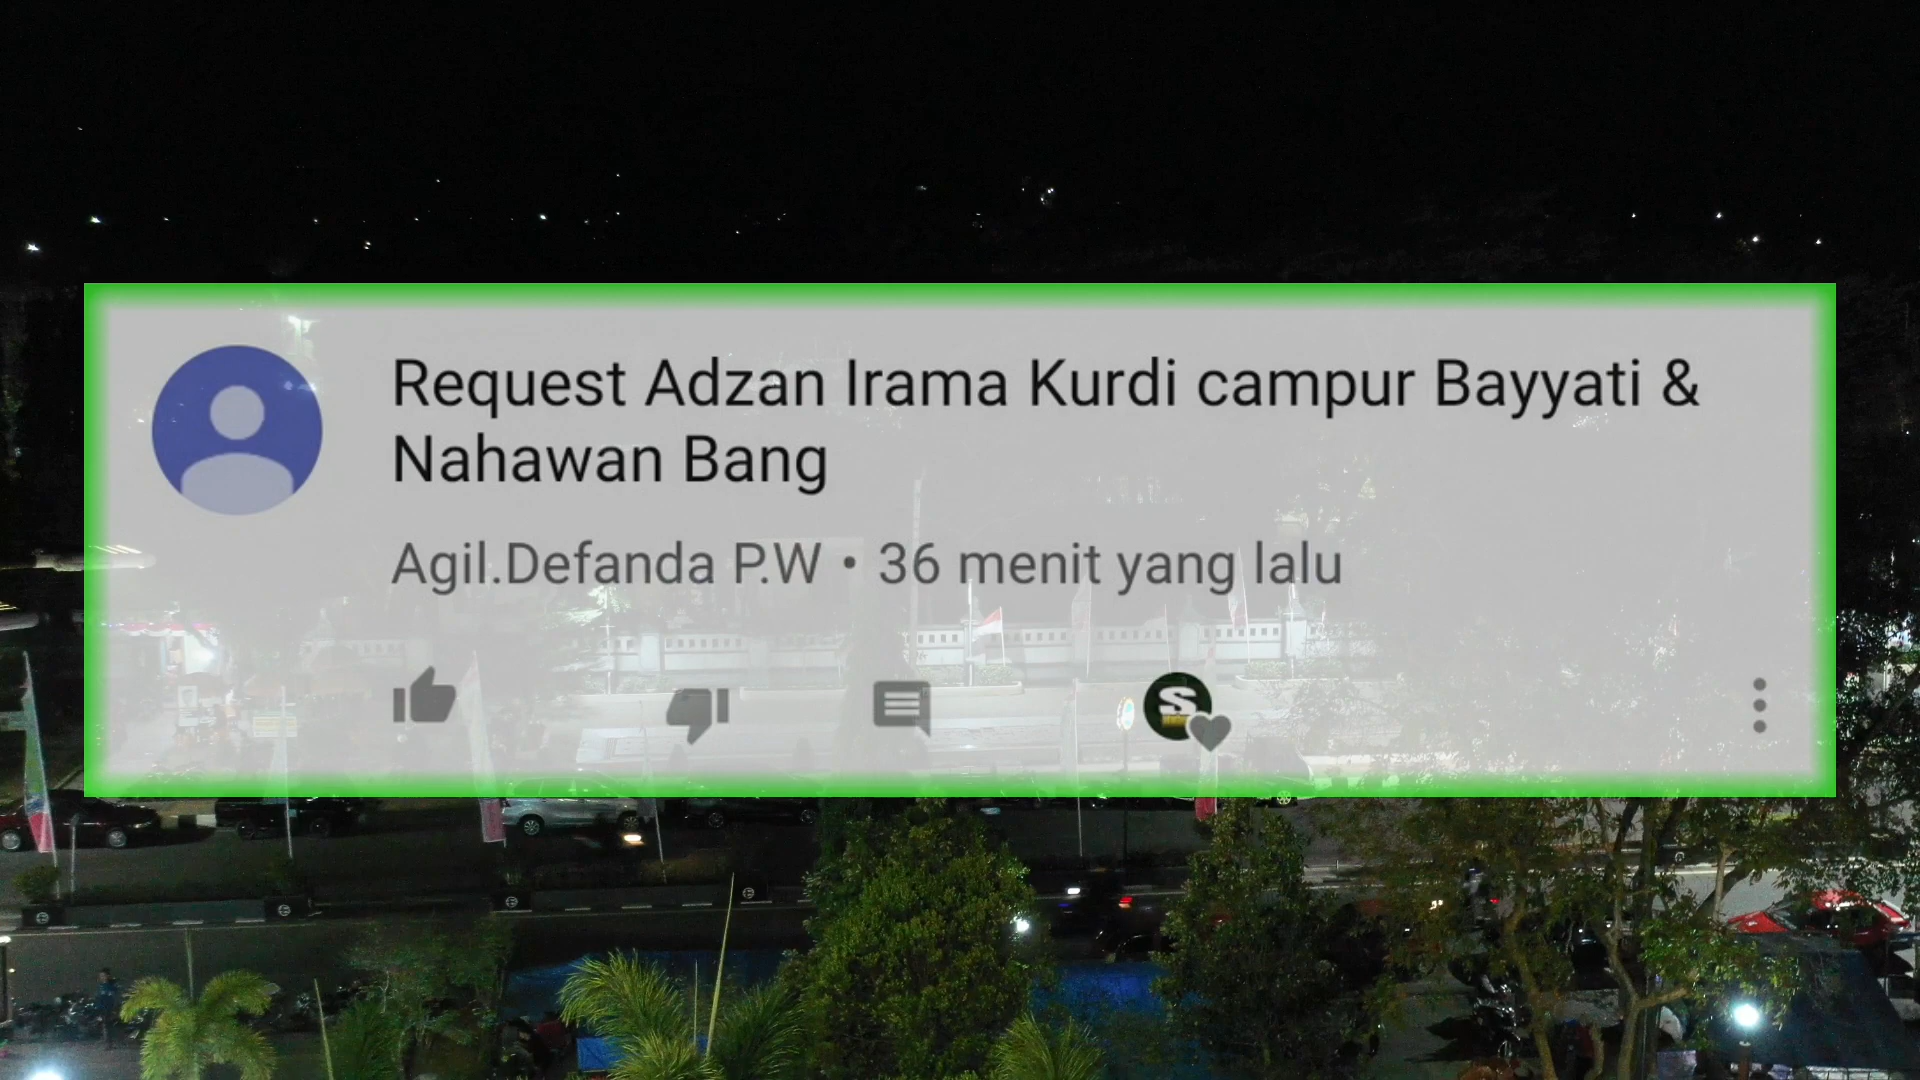 Request Adzan Irama Kurdi campur Bayyati &
Nahawan Bang
Agil.Defanda P.W • 36 menit yang lalu
S